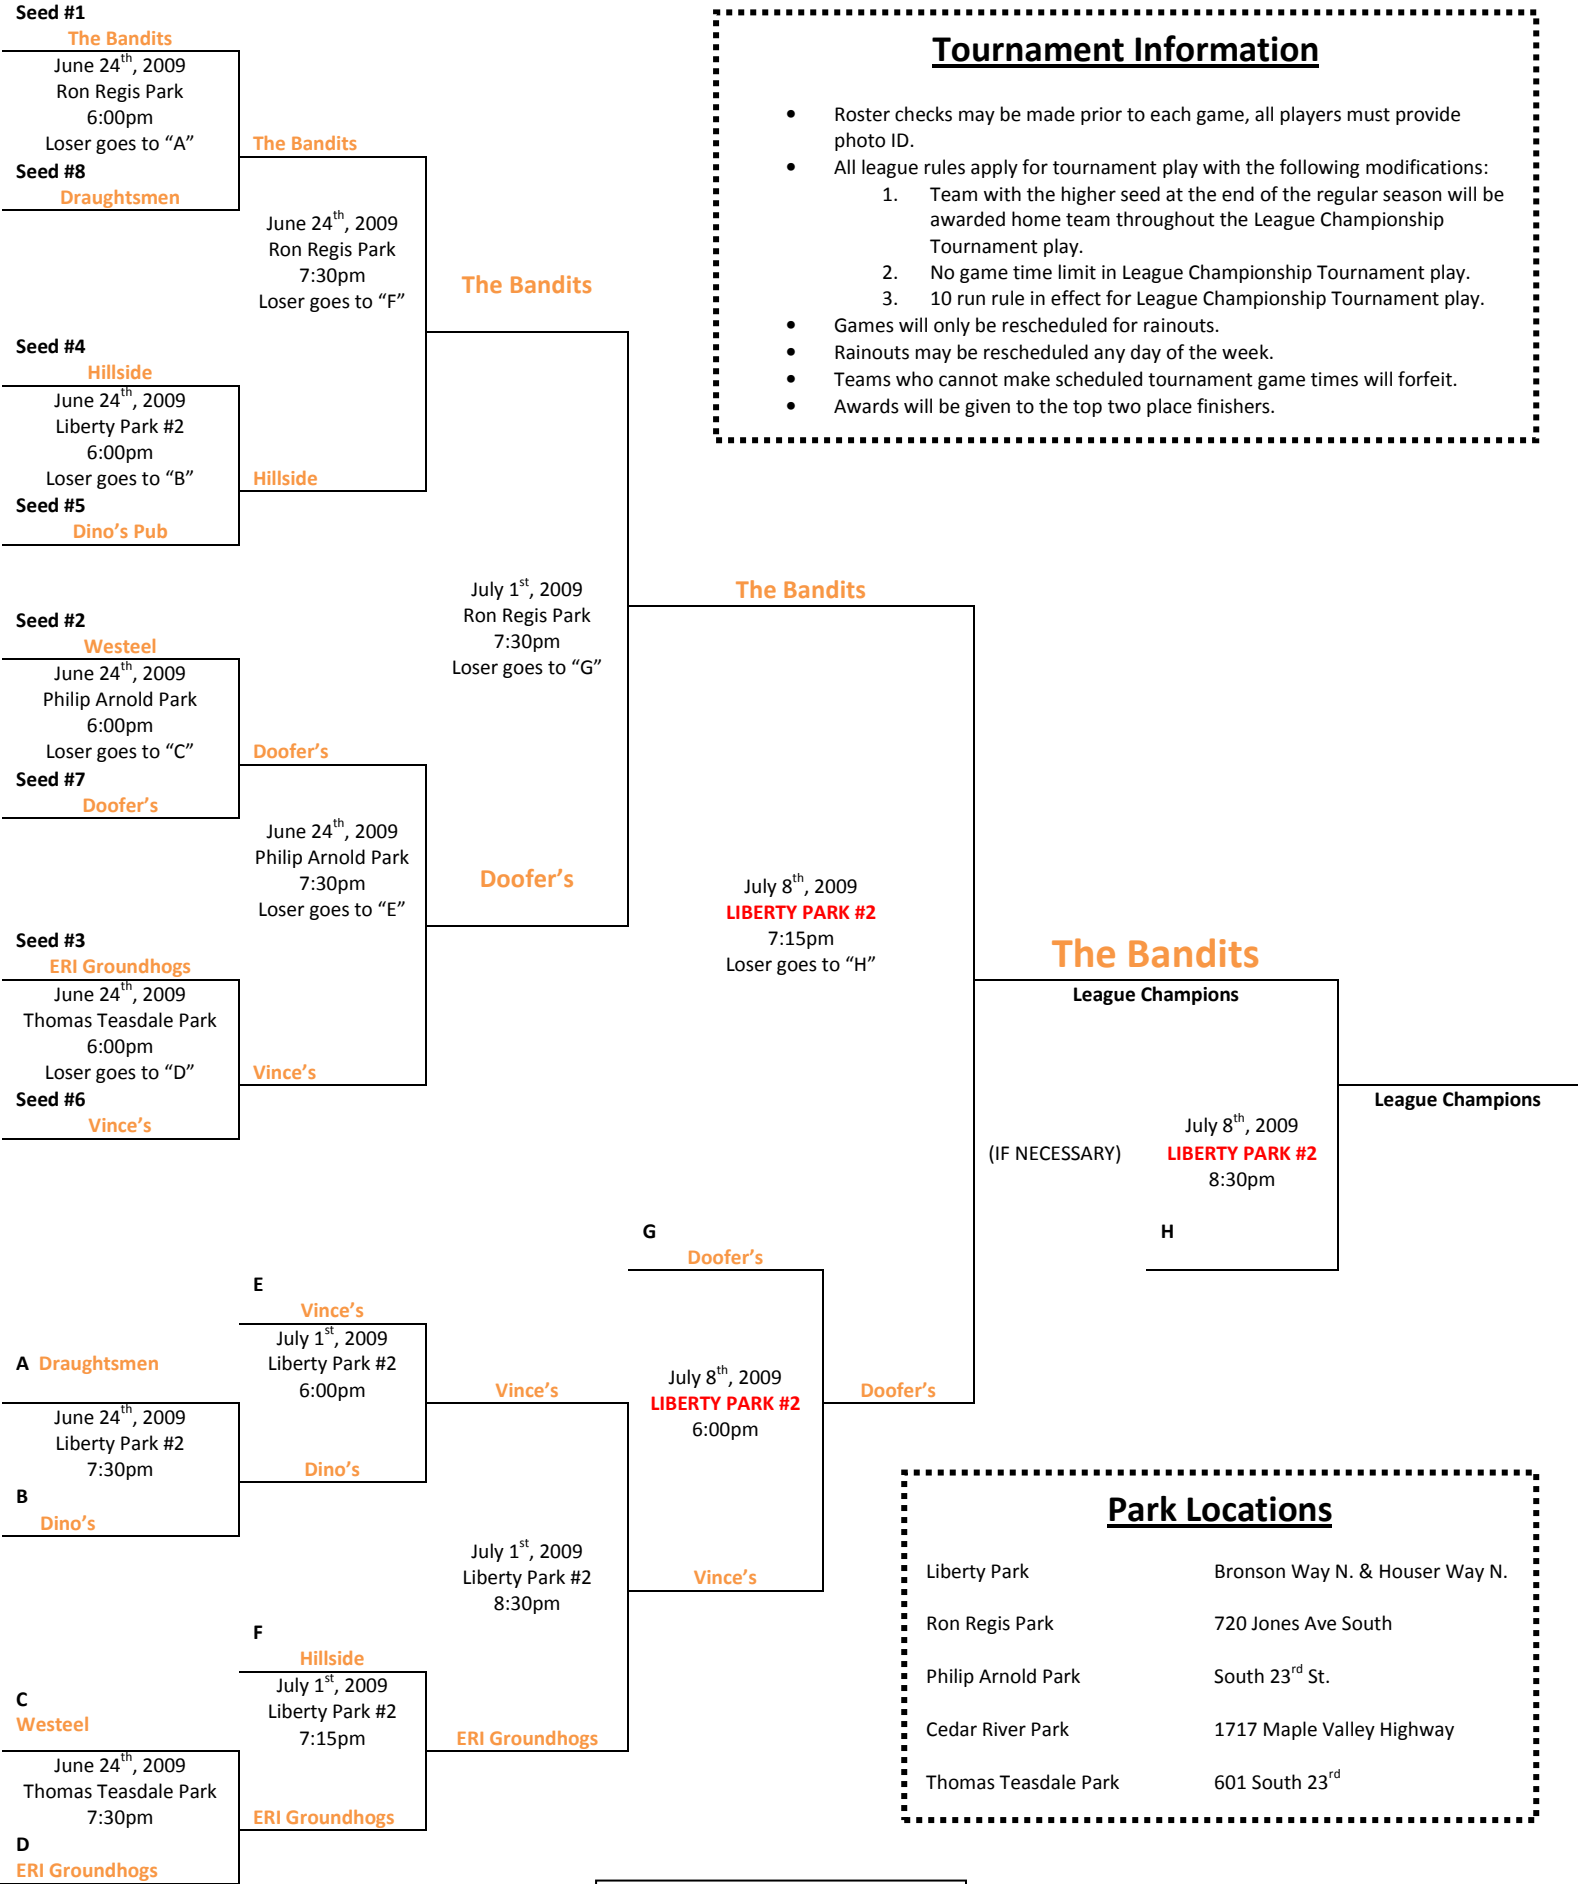 Seed #1
The Bandits
June 24th, 2009
Ron Regis Park
6:00pm
Loser goes to “A”
Seed #8
Draughtsmen
The Bandits
June 24th, 2009
Ron Regis Park
7:30pm
Loser goes to “F”
Seed #4
Hillside
June 24th, 2009
Liberty Park #2
6:00pm
Loser goes to “B”
Seed #5
Dino’s Pub
Hillside
The Bandits
Tournament Information
• Roster checks may be made prior to each game, all players must provide
photo ID.
• All league rules apply for tournament play with the following modifications:
1. Team with the higher seed at the end of the regular season will be
awarded home team throughout the League Championship
Tournament play.
2. No game time limit in League Championship Tournament play.
3. 10 run rule in effect for League Championship Tournament play.
• Games will only be rescheduled for rainouts.
• Rainouts may be rescheduled any day of the week.
• Teams who cannot make scheduled tournament game times will forfeit.
• Awards will be given to the top two place finishers.
July 1st, 2009
Ron Regis Park
7:30pm
Loser goes to “G”
The Bandits
Seed #2
Westeel
June 24th, 2009
Philip Arnold Park
6:00pm
Loser goes to “C”
Seed #7
Doofer’s
Doofer’s
June 24th, 2009
Philip Arnold Park
7:30pm
Loser goes to “E”
Doofer’s
Seed #3
ERI Groundhogs
June 24th, 2009
Thomas Teasdale Park
6:00pm
Loser goes to “D”
Seed #6
Vince’s
Vince’s
July 8th, 2009
LIBERTY PARK #2
7:15pm
Loser goes to “H”
The Bandits
League Champions
(IF NECESSARY)
July 8th, 2009
LIBERTY PARK #2
8:30pm
H
League Champions
G
Doofer’s
July 8th, 2009
LIBERTY PARK #2
6:00pm
Doofer’s
E
Vince’s
July 1st, 2009
Liberty Park #2
6:00pm
Vince’s
A Draughtsmen
June 24th, 2009
Liberty Park #2
7:30pm
B
Dino’s
Dino’s
July 1st, 2009
Liberty Park #2
8:30pm
Vince’s
F
Hillside
July 1st, 2009
Liberty Park #2
7:15pm
ERI Groundhogs
C
Westeel
June 24th, 2009
Thomas Teasdale Park
7:30pm
D
ERI Groundhogs
ERI Groundhogs
Park Locations
Liberty Park Bronson Way N. & Houser Way N.
Ron Regis Park 720 Jones Ave South
Philip Arnold Park South 23rd St.
Cedar River Park 1717 Maple Valley Highway
Thomas Teasdale Park 601 South 23rd